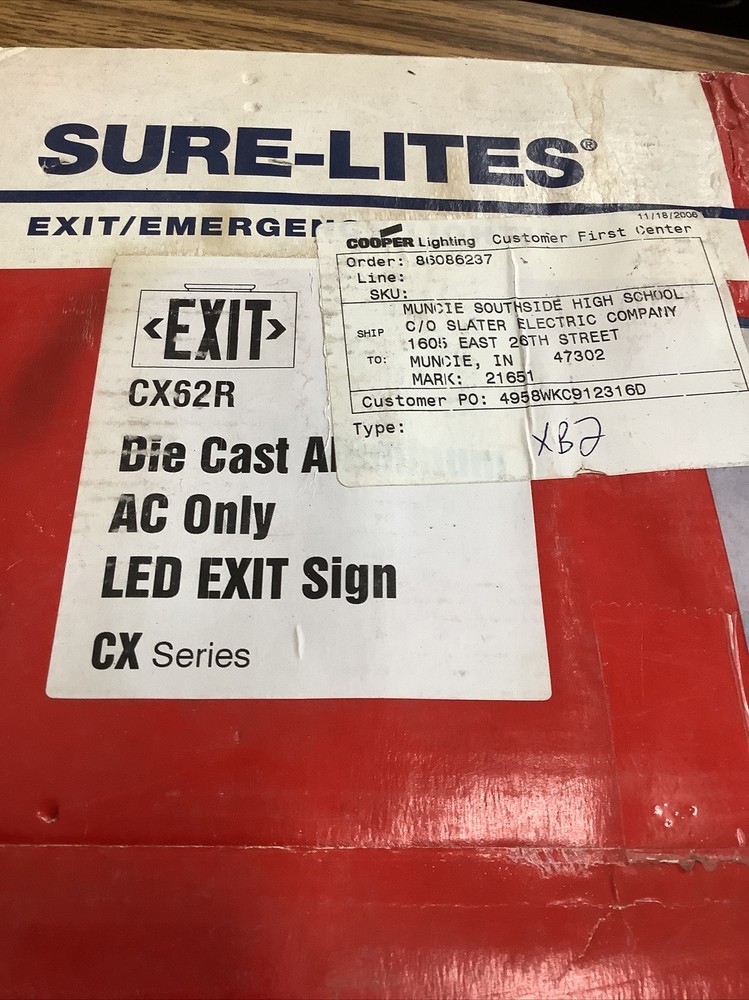 SURE-LITES®
EXIT/EMERGEN
11/18/2006
COOPER Lighting Customer First Center
Order: 86086237
Line:
SKU:
SHIP TO:
MUNCIE SOUTHSIDE HIGH SCHOOL
C/O SLATER ELECTRIC COMPANY
1605 EAST 26TH STREET
MUNCIE, IN 47302
MARK: 21651
Customer PO: 4958WKC912316D
Type: XB2
<EXIT>
CX62R
Die Cast Al
AC Only
LED EXIT Sign
CX Series